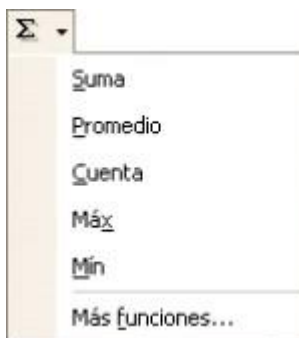 Σ
Suma
Promedio
Cuenta
Máx
Mín
Más funciones...